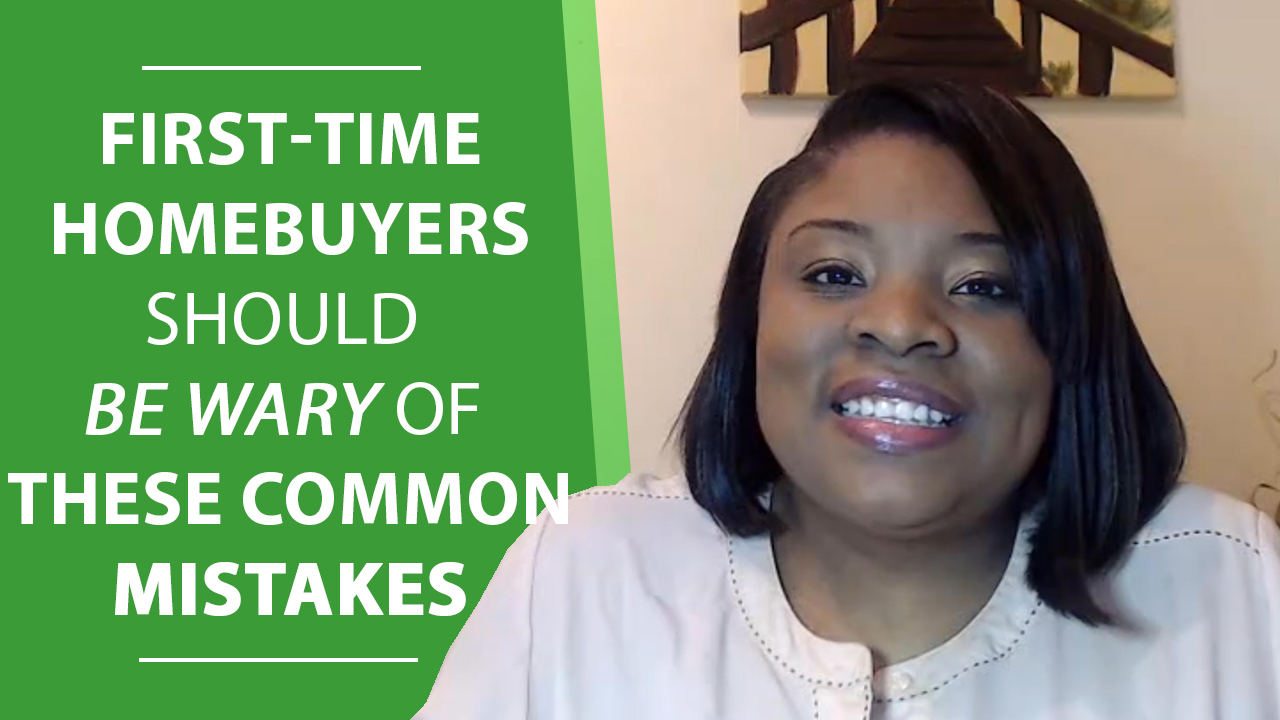 FIRST-TIME
HOMEBUYERS
SHOULD
BE WARY OF
THESE COMMON
MISTAKES